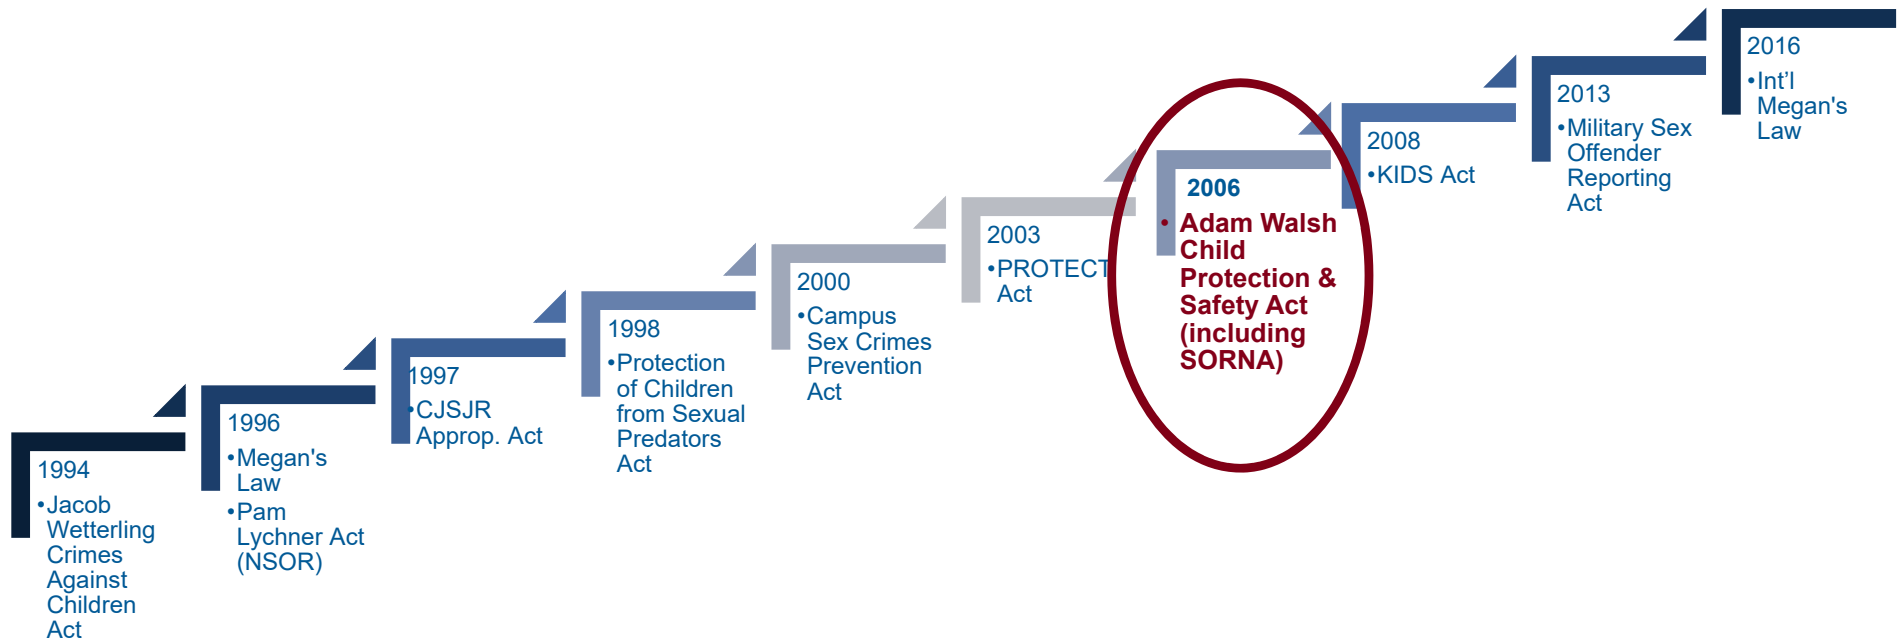 1994
•Jacob
Wetterling
Crimes
Against
Children
Act
1996
•Megan's
Law
•Pam
Lychner Act
(NSOR)
1997
•CJSJR
Approp. Act
1998
•Protection
of Children
from Sexual
Predators
Act
2000
•Campus
Sex Crimes
Prevention
Act
2003
•PROTECT
Act
2006
• Adam Walsh
Child
Protection &
Safety Act
(including
SORNA)
2008
•KIDS Act
2013
•Military Sex
Offender
Reporting
Act
2016
•Int’l
Megan's
Law